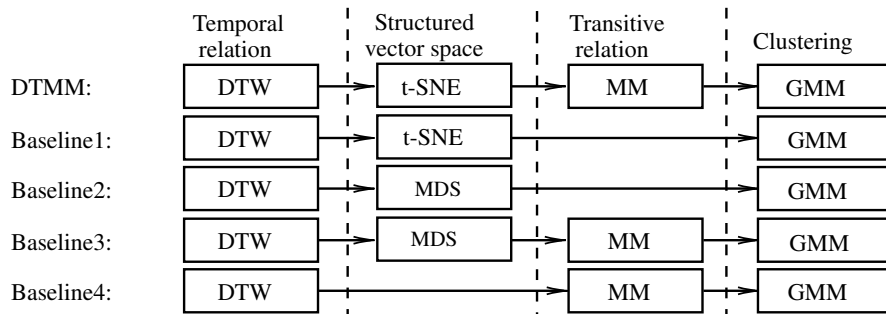 Temporal relation
Structured vector space
Transitive relation
Clustering
DTMM: DTW t-SNE MM GMM
Baseline1: DTW t-SNE GMM
Baseline2: DTW MDS GMM
Baseline3: DTW MDS MM GMM
Baseline4: DTW MM GMM